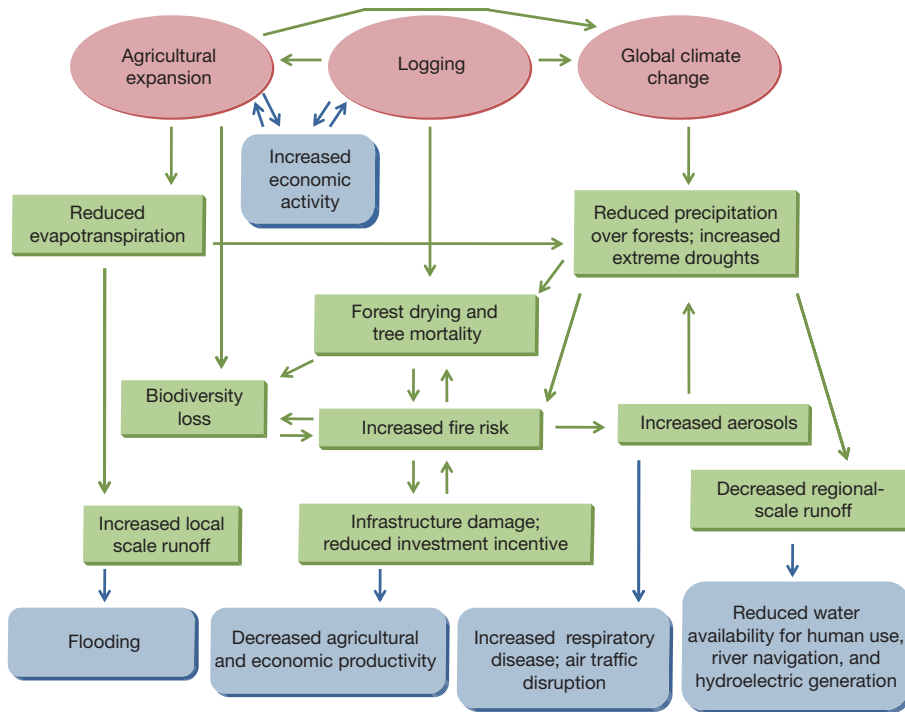 Agricultural
expansion
Logging
Global climate
change
Increased
economic
activity
Reduced
evapotranspiration
Reduced precipitation
over forests; increased
extreme droughts
Forest drying and
tree mortality
Biodiversity
loss
Increased fire risk
Increased aerosols
Decreased regional-
scale runoff
Increased local
scale runoff
Infrastructure damage;
reduced investment incentive
Flooding
Decreased agricultural
and economic productivity
Increased respiratory
disease; air traffic
disruption
Reduced water
availability for human use,
river navigation, and
hydroelectric generation